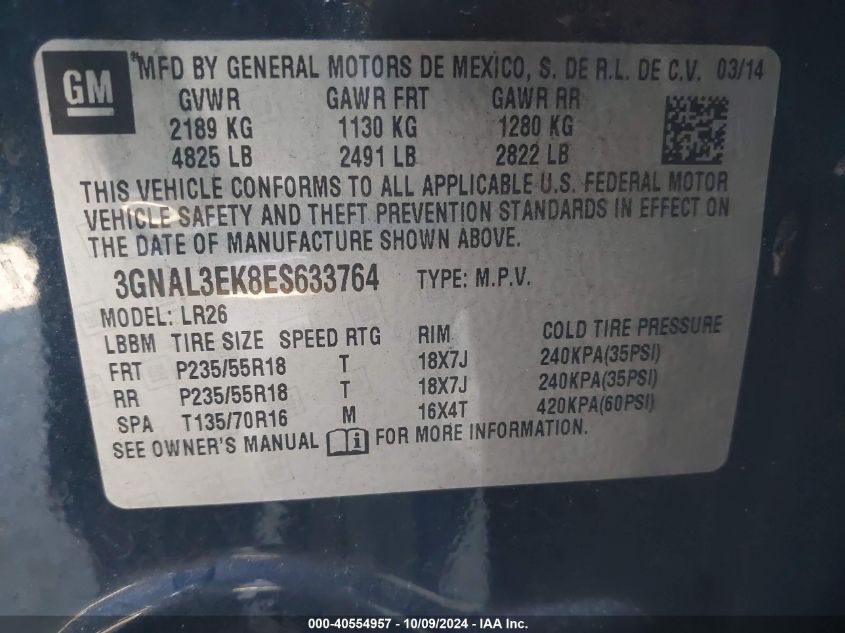 GM
MFD BY GENERAL MOTORS DE MEXICO, S. DE R.L. DE C.V. 03/14
GVWR GAWR FRT GAWR RR
2189 KG 1130 KG 1280 KG
4825 LB 2491 LB 2822 LB
THIS VEHICLE CONFORMS TO ALL APPLICABLE U.S. FEDERAL MOTOR
VEHICLE SAFETY AND THEFT PREVENTION STANDARDS IN EFFECT ON
THE DATE OF MANUFACTURE SHOWN ABOVE.
3GNAL3EK8ES633764 TYPE: M.P.V.
MODEL: LR26
LBBM TIRE SIZE SPEED RTG RIM COLD TIRE PRESSURE
FRT P235/55R18 T 18X7J 240KPA(35PSI)
RR P235/55R18 T 18X7J 240KPA(35PSI)
SPA T135/70R16 M 16X4T 420KPA(60PSI)
SEE OWNER'S MANUAL i FOR MORE INFORMATION.
000-40554957 - 10/09/2024 - IAA Inc.